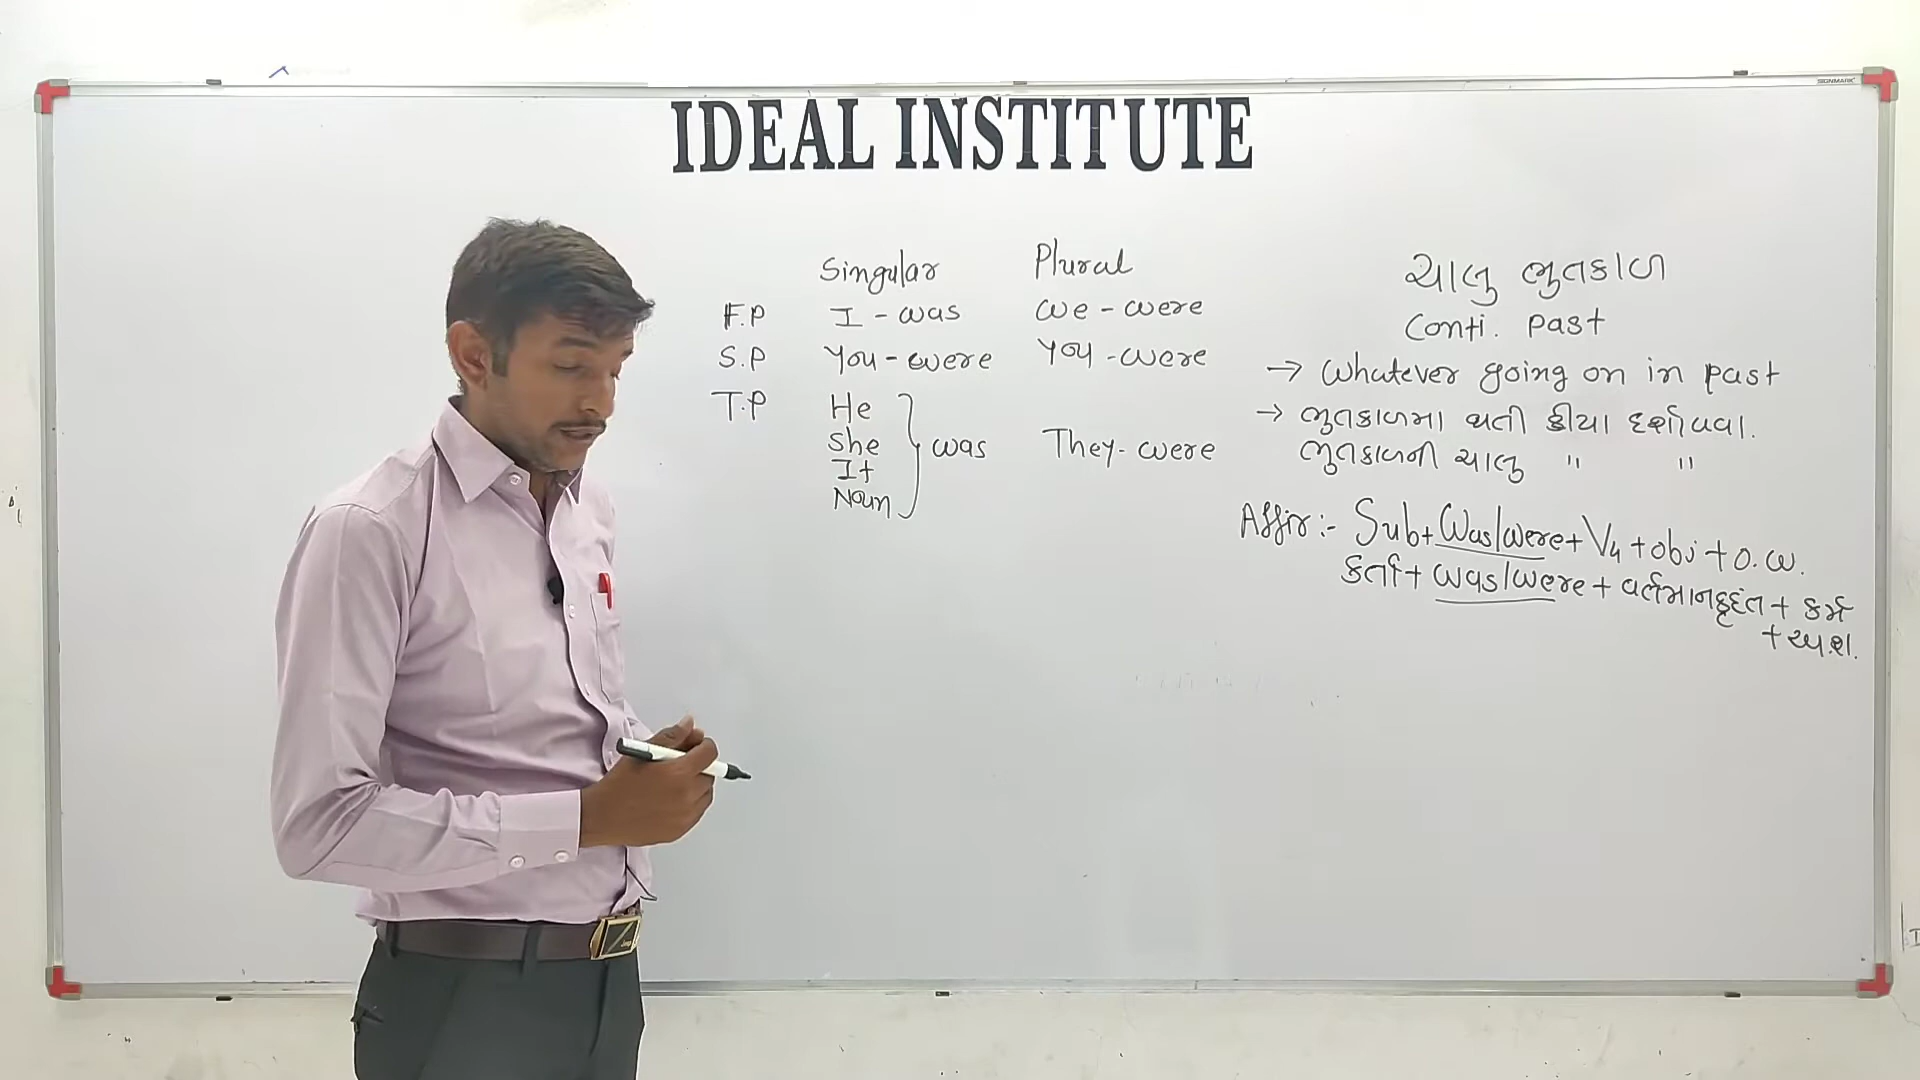 IDEAL INSTITUTE
SIGNMARK
Singular Plural
F.P I - was We - were
S.P You - were You - were
T.P He
She
It
Noun
was They - were
ચાલુ ભુતકાળ
Conti. Past
→ Whatever going on in past
→ ભુતકાળમા થતી ક્રીયા દર્શાવવા.
ભુતકાળની ચાલુ " "
Affir :- Sub + Was/Were + V4 + obj + O.W.
કર્તા + was/were + વર્તમાનકૃદંત + કર્મ
+ અ.શ.